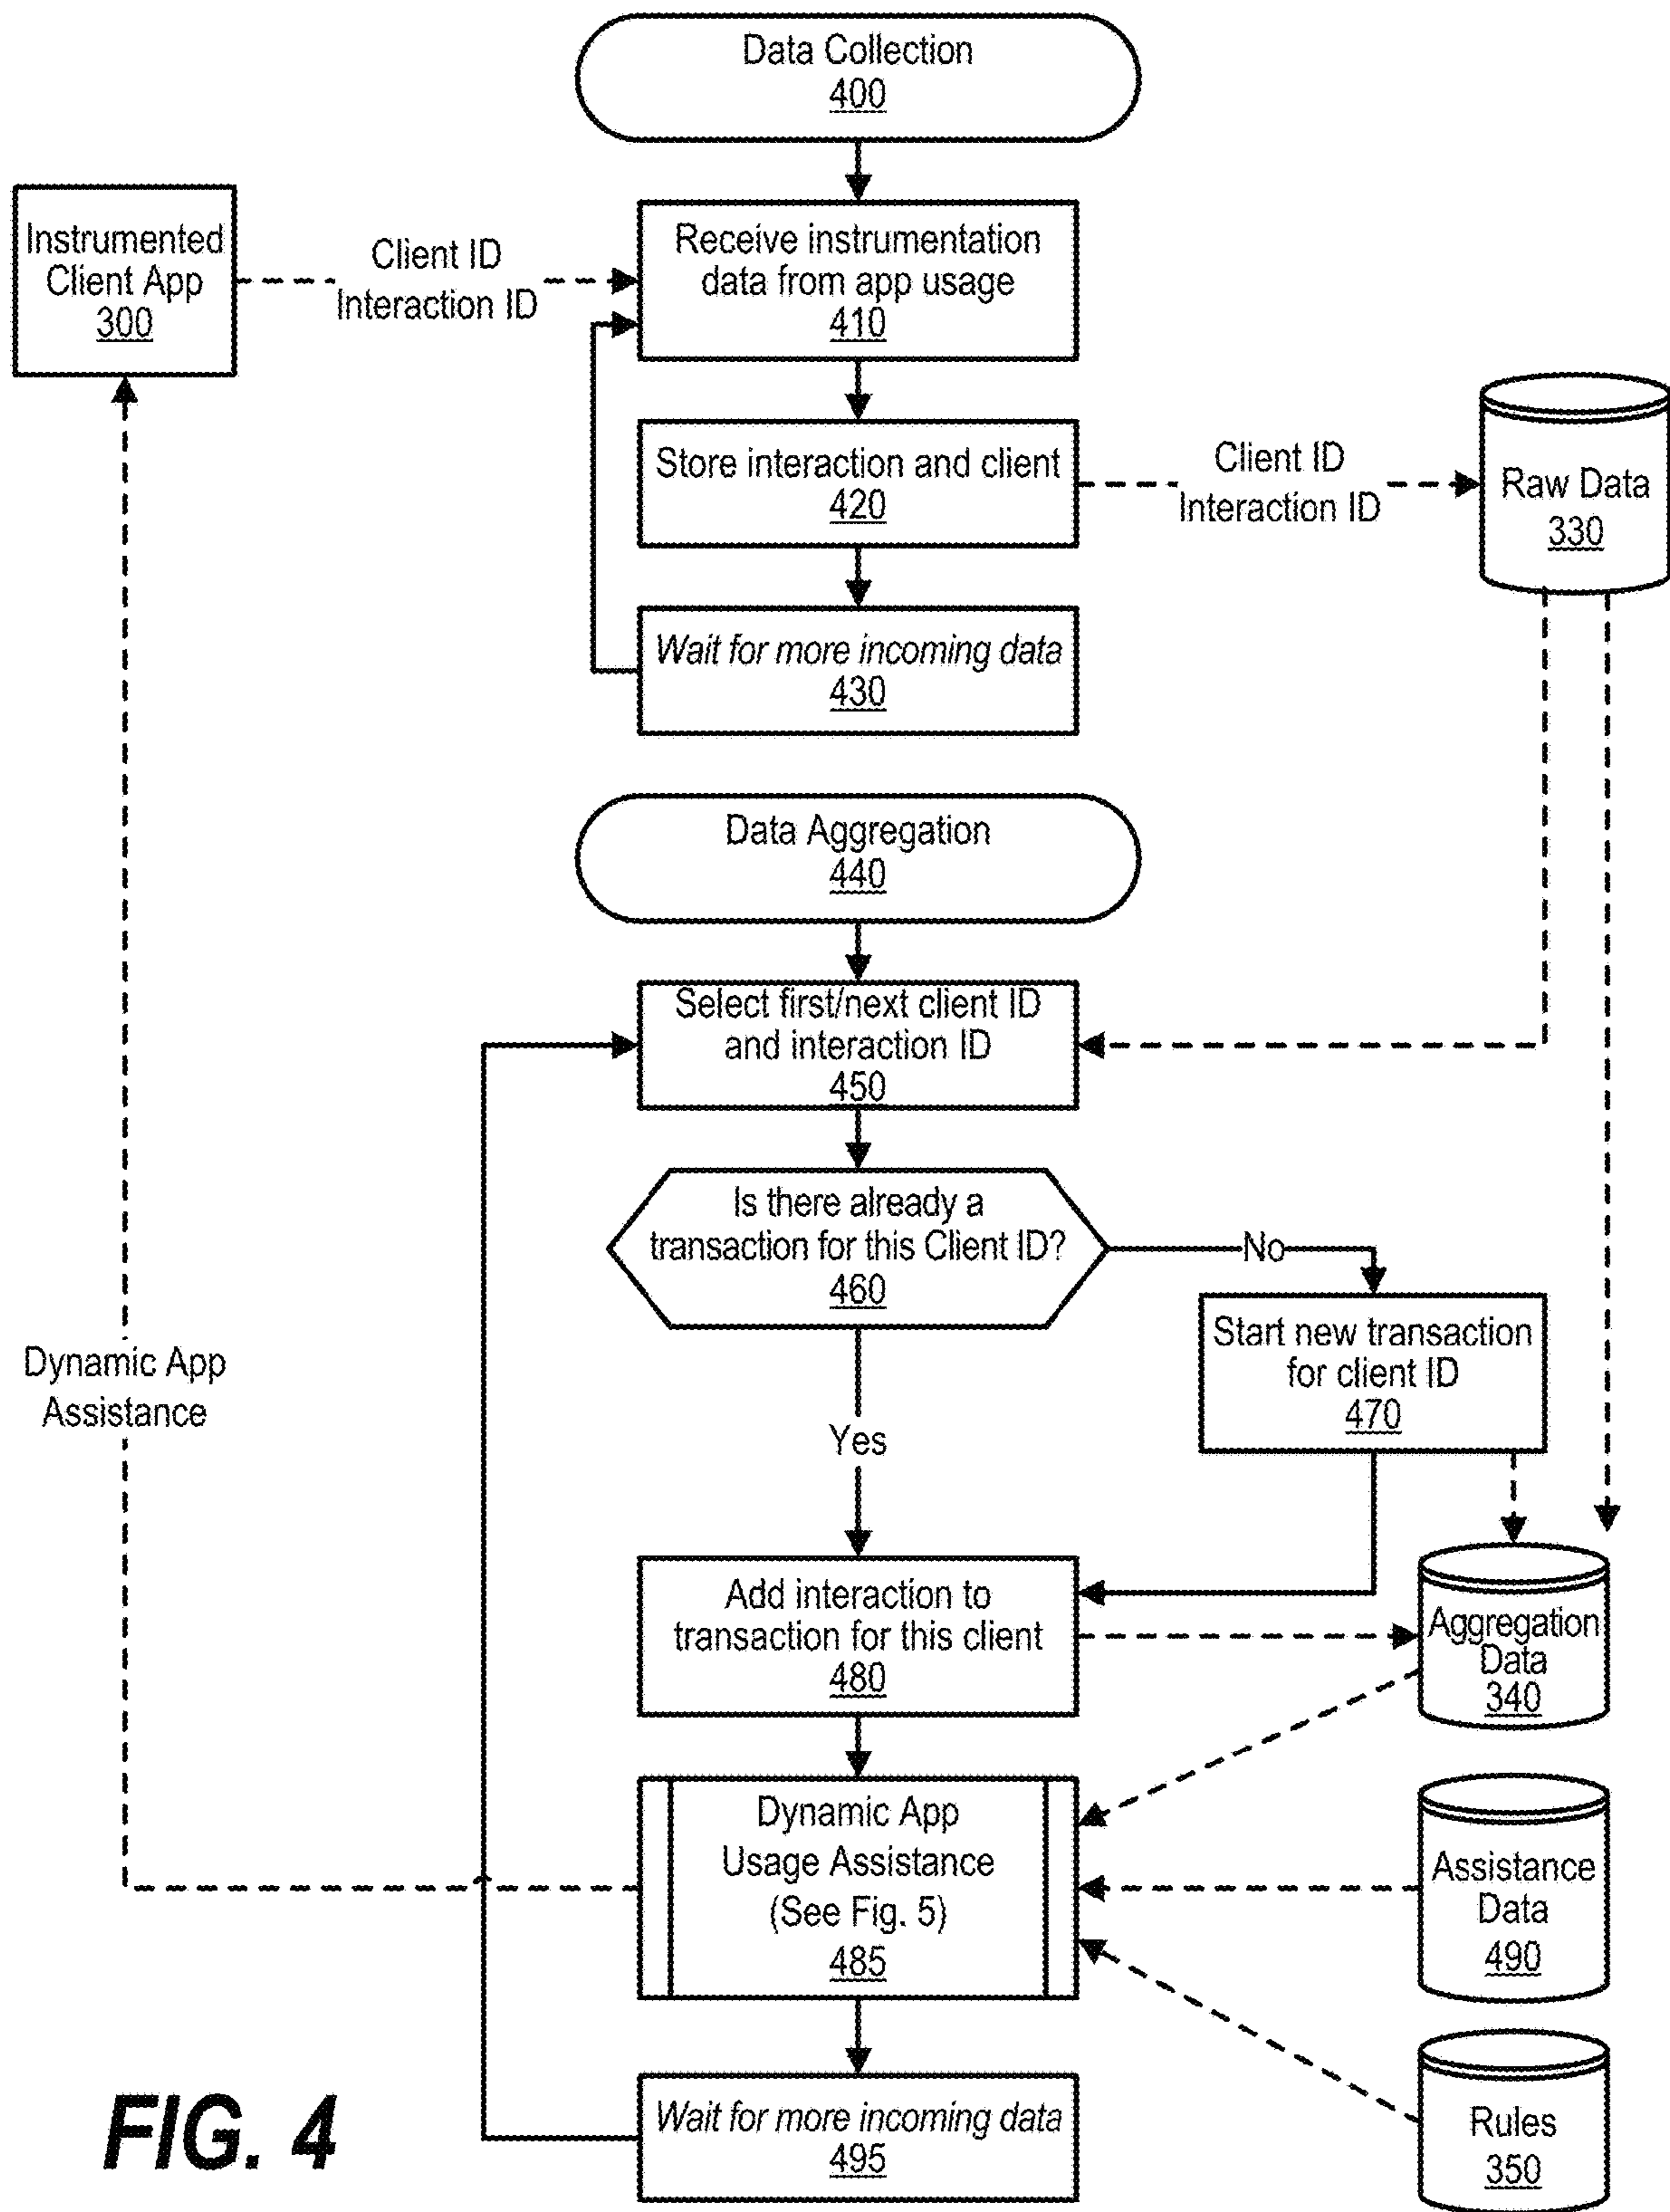 Data Collection
400
Instrumented
Client App
300
Client ID
Interaction ID
Receive instrumentation
data from app usage
410
Store interaction and client
420
Client ID
Interaction ID
Raw Data
330
Wait for more incoming data
430
Data Aggregation
440
Select first/next client ID
and interaction ID
450
Is there already a
transaction for this Client ID?
460
No
Start new transaction
for client ID
470
Dynamic App
Assistance
Yes
Add interaction to
transaction for this client
480
Aggregation
Data
340
Dynamic App
Usage Assistance
(See Fig. 5)
485
Assistance
Data
490
Wait for more incoming data
495
Rules
350
FIG. 4